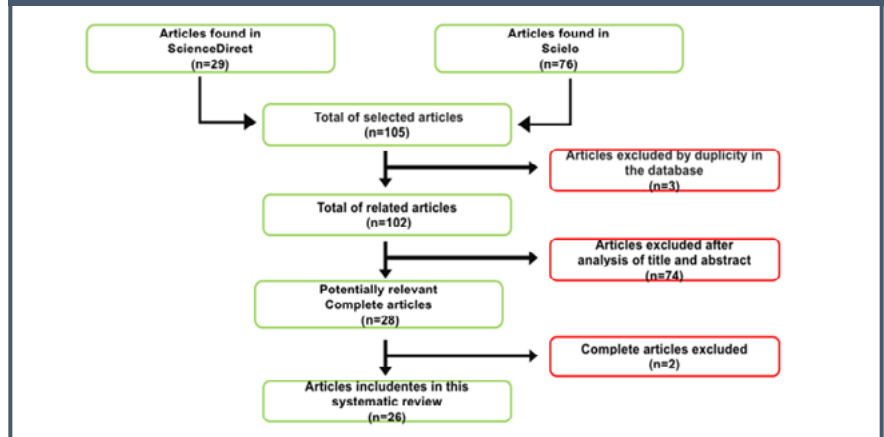 Articles found in
ScienceDirect
(n=29)
Articles found in
Scielo
(n=76)
Total of selected articles
(n=105)
Articles excluded by duplicity in
the database
(n=3)
Total of related articles
(n=102)
Articles excluded after
analysis of title and abstract
(n=74)
Potentially relevant
Complete articles
(n=28)
Complete articles excluded
(n=2)
Articles includentes in this
systematic review
(n=26)